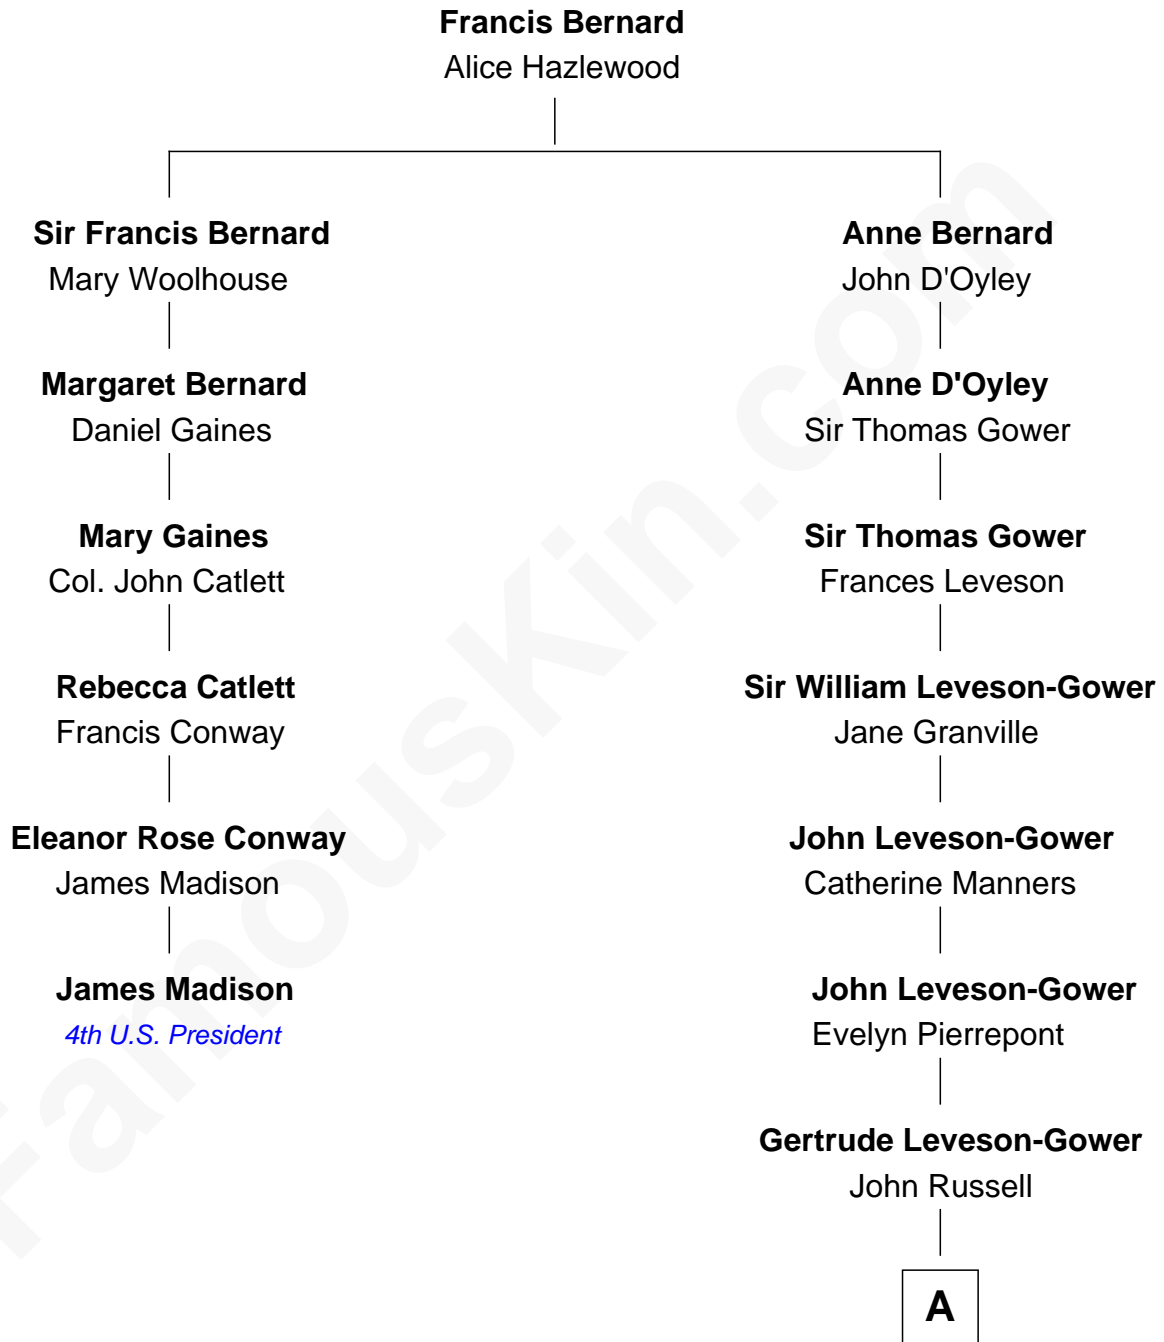 Francis Bernard
Alice Hazlewood
Sir Francis Bernard
Mary Woolhouse
Anne Bernard
John D'Oyley
Margaret Bernard
Daniel Gaines
Anne D'Oyley
Sir Thomas Gower
Mary Gaines
Col. John Catlett
Sir Thomas Gower
Frances Leveson
Rebecca Catlett
Francis Conway
Sir William Leveson-Gower
Jane Granville
Eleanor Rose Conway
James Madison
John Leveson-Gower
Catherine Manners
James Madison
4th U.S. President
John Leveson-Gower
Evelyn Pierrepont
Gertrude Leveson-Gower
John Russell
A
FamousKin.com